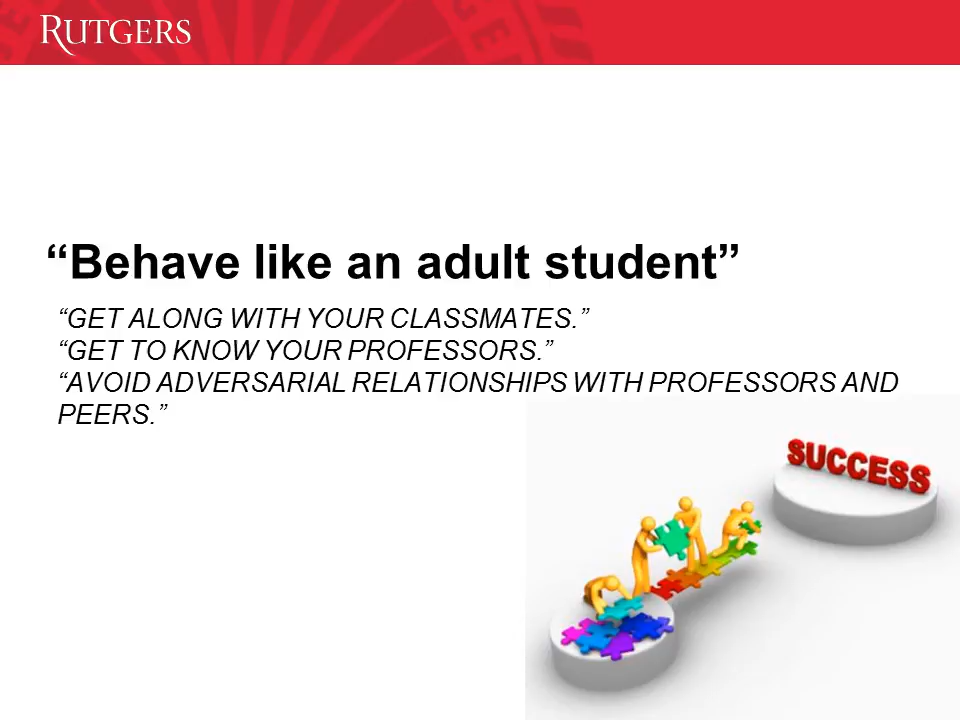 RUTGERS
“Behave like an adult student”
“GET ALONG WITH YOUR CLASSMATES.”
“GET TO KNOW YOUR PROFESSORS.”
“AVOID ADVERSARIAL RELATIONSHIPS WITH PROFESSORS AND
PEERS.”
SUCCESS